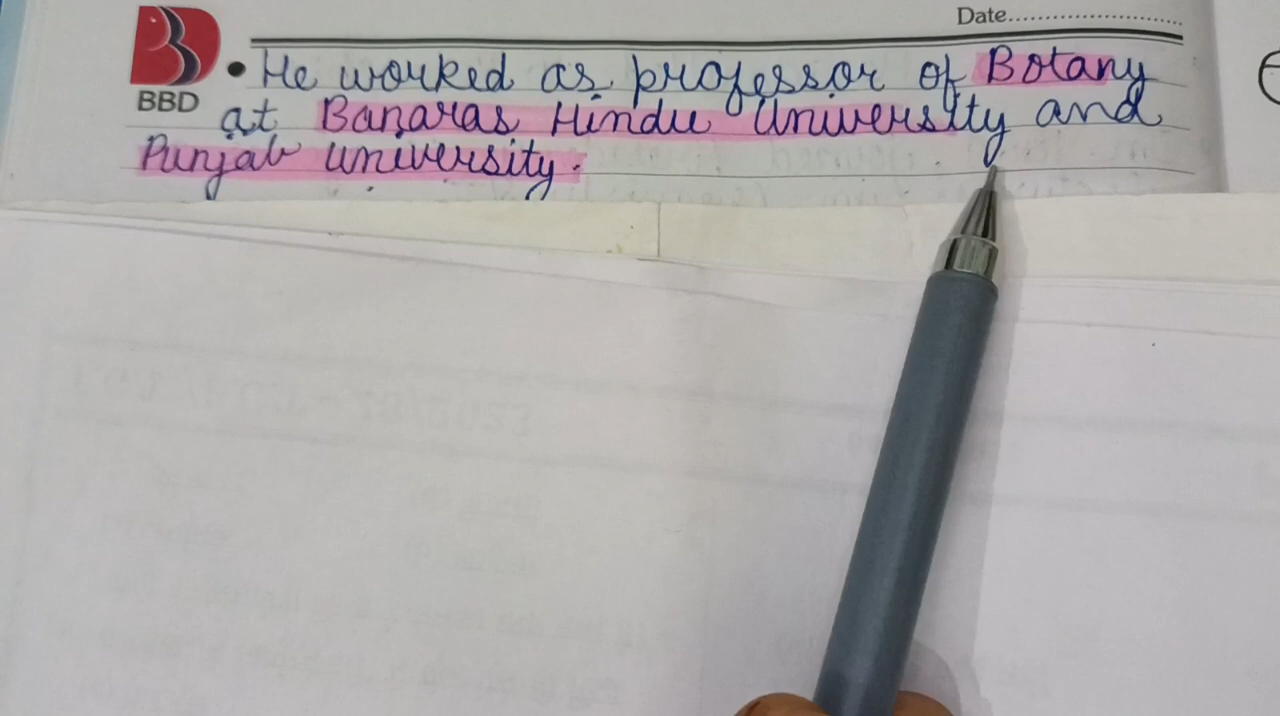 Date
BBD
• He worked as professor of Botany
at Banaras Hindu University and
Punjab university.